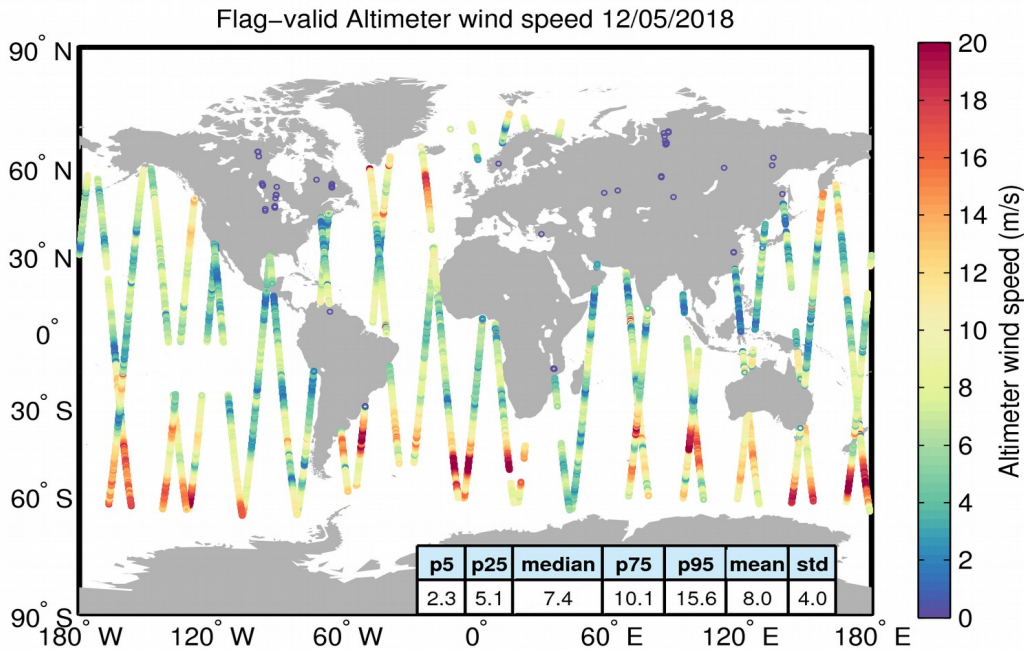 Flag−valid Altimeter wind speed 12/05/2018
90° N
60° N
30° N
0°
30° S
60° S
90° S
180° W
120° W
60° W
0°
60° E
120° E
180° E
p5 p25 median p75 p95 mean std
2.3 5.1 7.4 10.1 15.6 8.0 4.0
20
18
16
14
12
10
8
6
4
2
0
Altimeter wind speed (m/s)